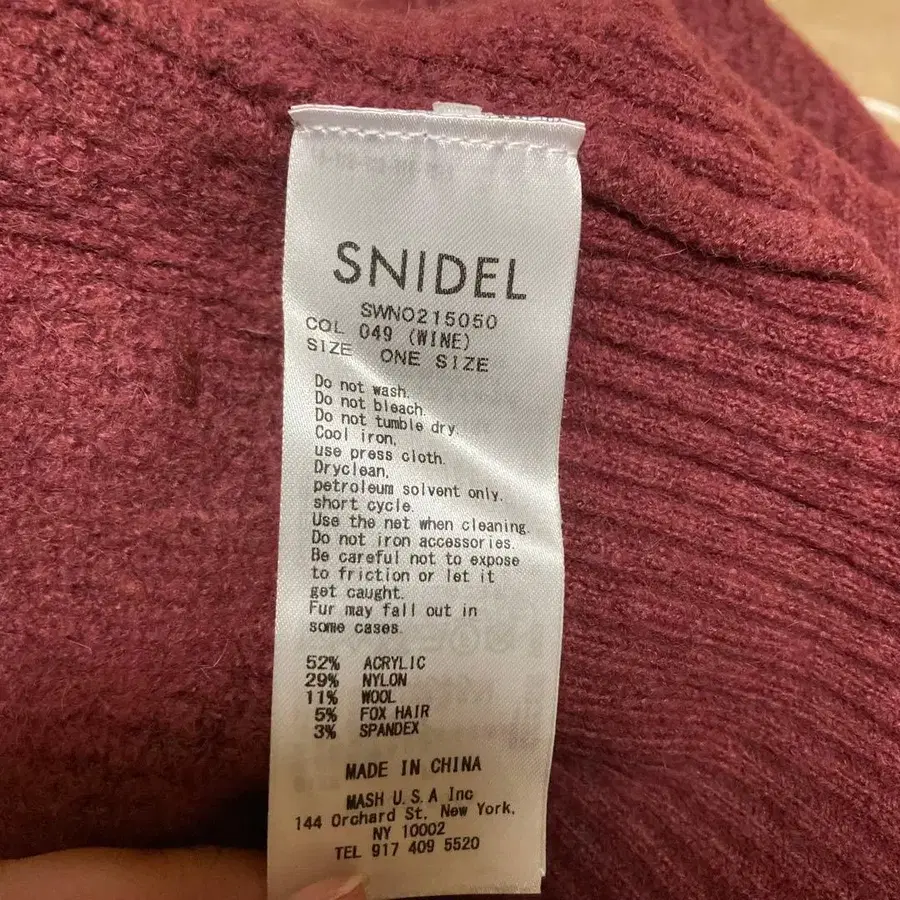 SNIDEL
SWNO215050
COL 049 (WINE)
SIZE ONE SIZE
Do not wash.
Do not bleach.
Do not tumble dry.
Cool iron,
use press cloth.
Dryclean,
petroleum solvent only.
short cycle.
Use the net when cleaning.
Do not iron accessories.
Be careful not to expose
to friction or let it
get caught.
Fur may fall out in
some cases.
52% ACRYLIC
29% NYLON
11% WOOL
5% FOX HAIR
3% SPANDEX
MADE IN CHINA
MASH U.S.A Inc
144 Orchard St. New York,
NY 10002
TEL 917 409 5520